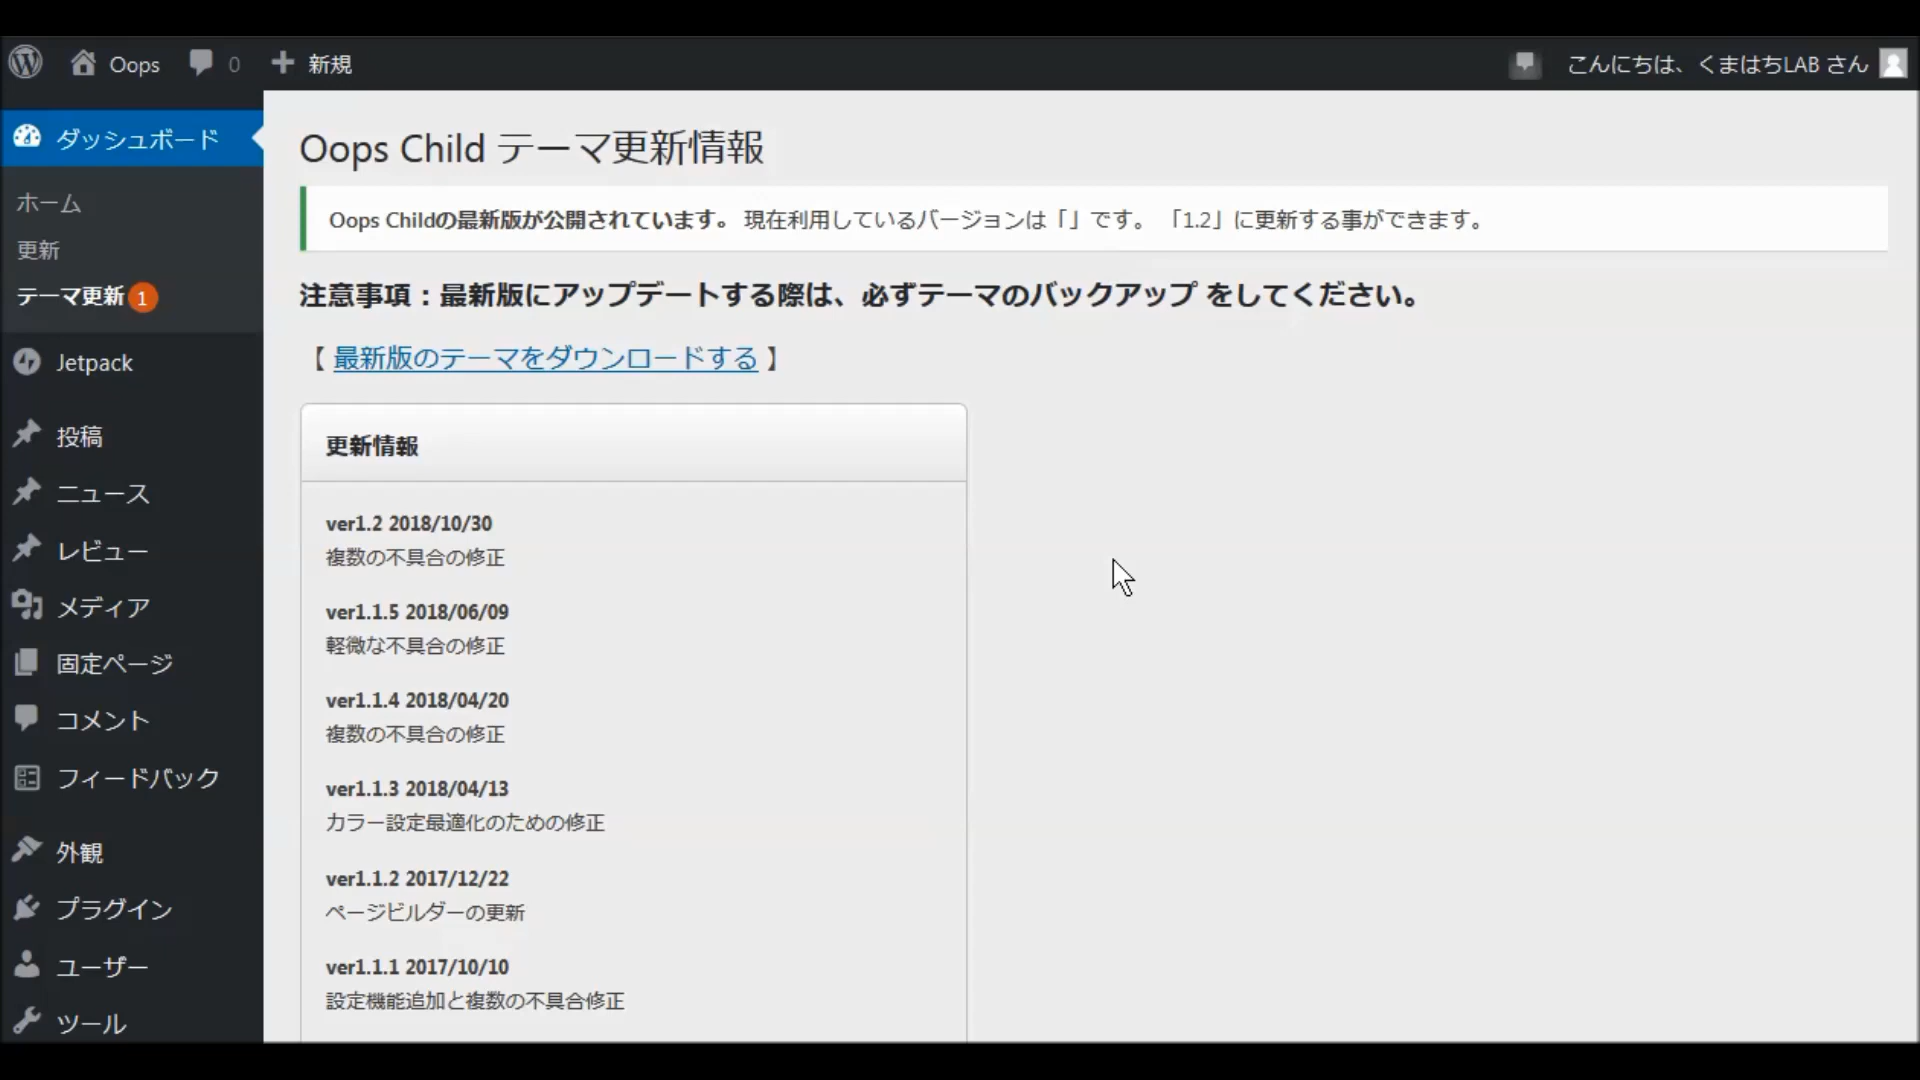 Oops 0 新規 こんにちは、くまはちLAB さん
ダッシュボード
ホーム
更新
テーマ更新 1
Jetpack
投稿
ニュース
レビュー
メディア
固定ページ
コメント
フィードバック
外観
プラグイン
ユーザー
ツール
Oops Child テーマ更新情報
Oops Childの最新版が公開されています。 現在利用しているバージョンは「」です。 「1.2」に更新する事ができます。
注意事項：最新版にアップデートする際は、必ずテーマのバックアップ をしてください。
【 最新版のテーマをダウンロードする 】
更新情報
ver1.2 2018/10/30
複数の不具合の修正
ver1.1.5 2018/06/09
軽微な不具合の修正
ver1.1.4 2018/04/20
複数の不具合の修正
ver1.1.3 2018/04/13
カラー設定最適化のための修正
ver1.1.2 2017/12/22
ページビルダーの更新
ver1.1.1 2017/10/10
設定機能追加と複数の不具合修正